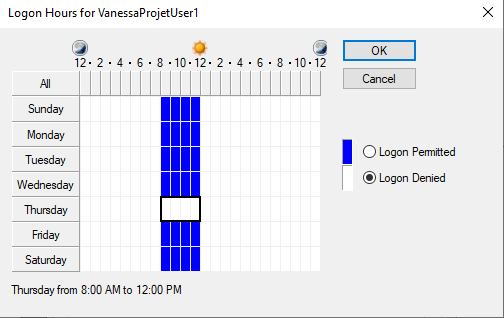 Logon Hours for VanessaProjetUser1
12 · 2 · 4 · 6 · 8 · 10 · 12 · 2 · 4 · 6 · 8 · 10 · 12
All
Sunday
Monday
Tuesday
Wednesday
Thursday
Friday
Saturday
OK
Cancel
Logon Permitted
Logon Denied
Thursday from 8:00 AM to 12:00 PM